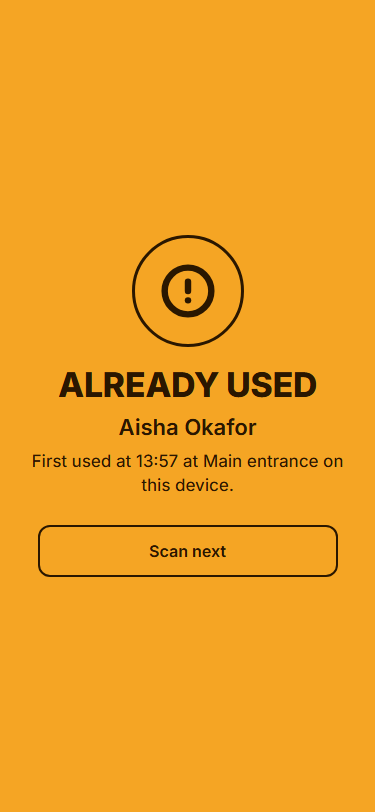 ALREADY USED
Aisha Okafor
First used at 13:57 at Main entrance on
this device.
Scan next